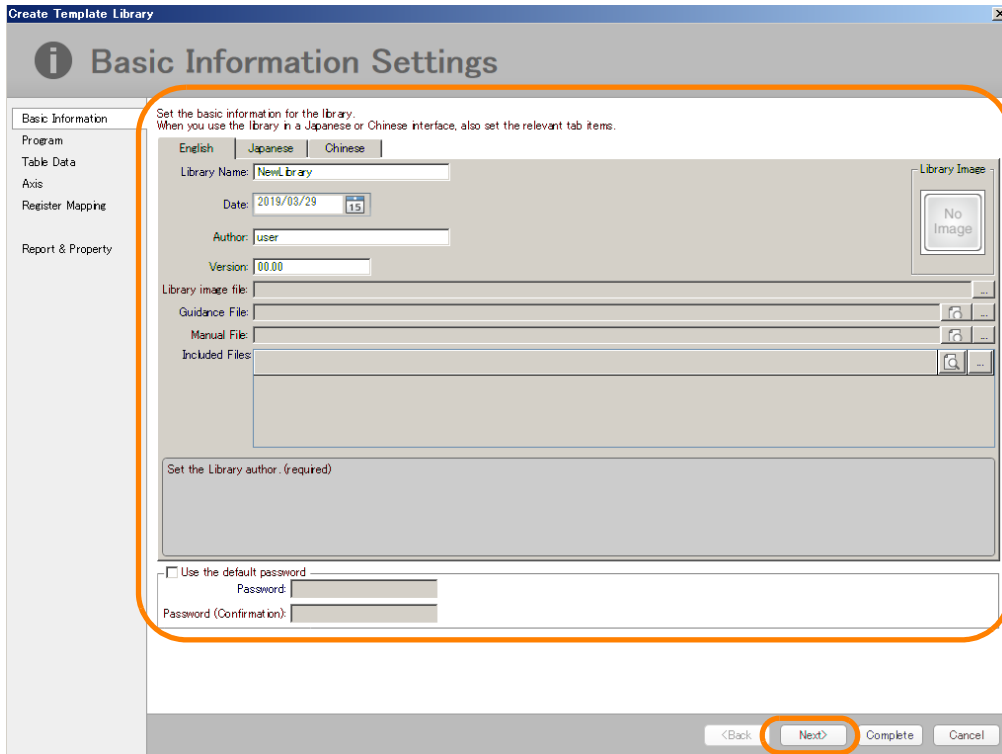 Create Template Library
Basic Information Settings
Basic Information
Program
Table Data
Axis
Register Mapping
Report & Property
Set the basic information for the library.
When you use the library in a Japanese or Chinese interface, also set the relevant tab items.
English Japanese Chinese
Library Name: NewLibrary
Library Image
No
Image
Date: 2019/03/29 15
Author: user
Version: 00.00
Library image file: ...
Guidance File: ...
Manual File: ...
Included Files: ...
Set the Library author. (required)
Use the default password
Password:
Password (Confirmation):
<Back Next> Complete Cancel